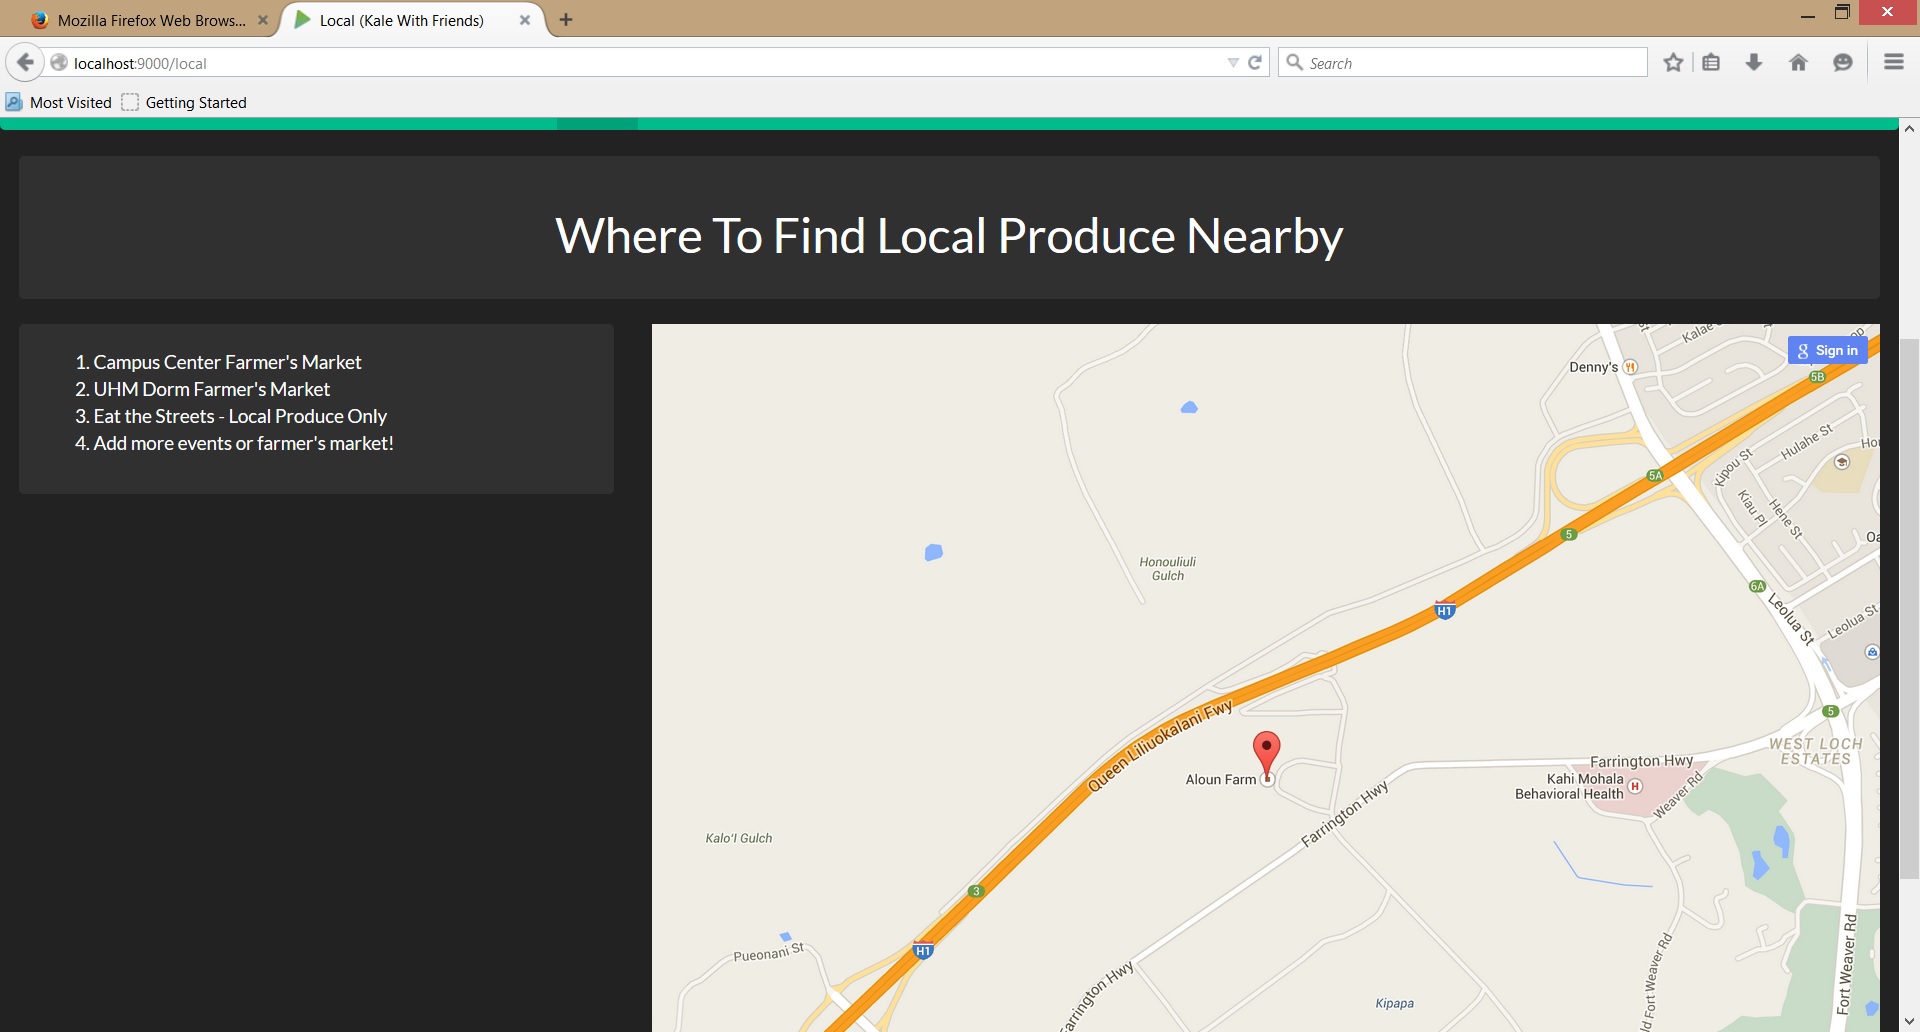 Mozilla Firefox Web Brows...
Local (Kale With Friends)
localhost:9000/local
Search
Most Visited
Getting Started
Where To Find Local Produce Nearby
1. Campus Center Farmer's Market
2. UHM Dorm Farmer's Market
3. Eat the Streets - Local Produce Only
4. Add more events or farmer's market!
Sign in
Denny's
5B
Hulahe St
Kipou St
5A
Kiau Pl
Hene St
5
Honouliuli
Gulch
6A
H1
Leolua St
Leolua St
Queen Liliuokalani Fwy
5
WEST LOCH
ESTATES
Farrington Hwy
Aloun Farm
Kahi Mohala
Behavioral Health
H
Weaver Rd
Farrington Hwy
Kalo'I Gulch
3
H1
Pueonani St
Farrington Hwy
Kipapa
ld Fort Weaver Rd
Fort Weaver Rd